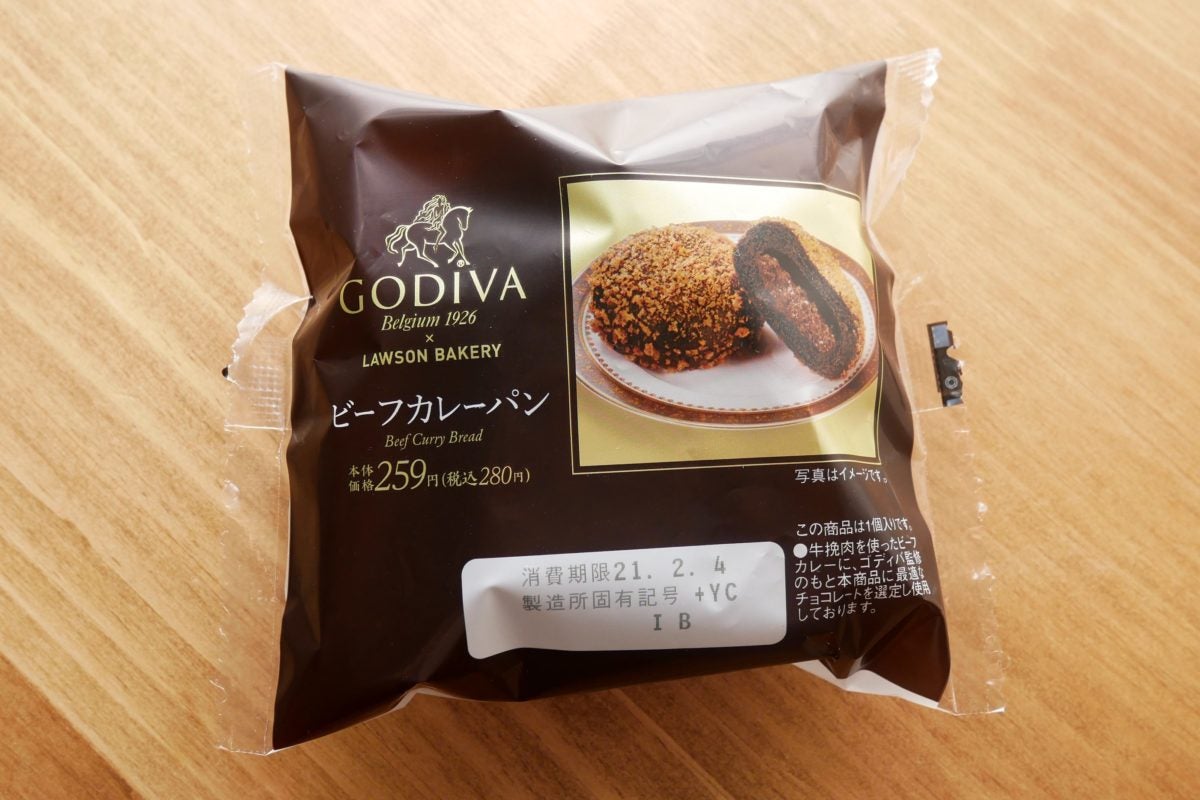 GODIVA
Belgium 1926
×
LAWSON BAKERY
ビーフカレーパン
Beef Curry Bread
本体価格259円(税込280円)
写真はイメージです。
この商品は1個入りです。
●牛挽肉を使ったビーフ
カレーに、ゴディバ監修
のもと本商品に最適な
チョコレートを選定し使用
しております。
消費期限21. 2. 4
製造所固有記号 +YC
I B